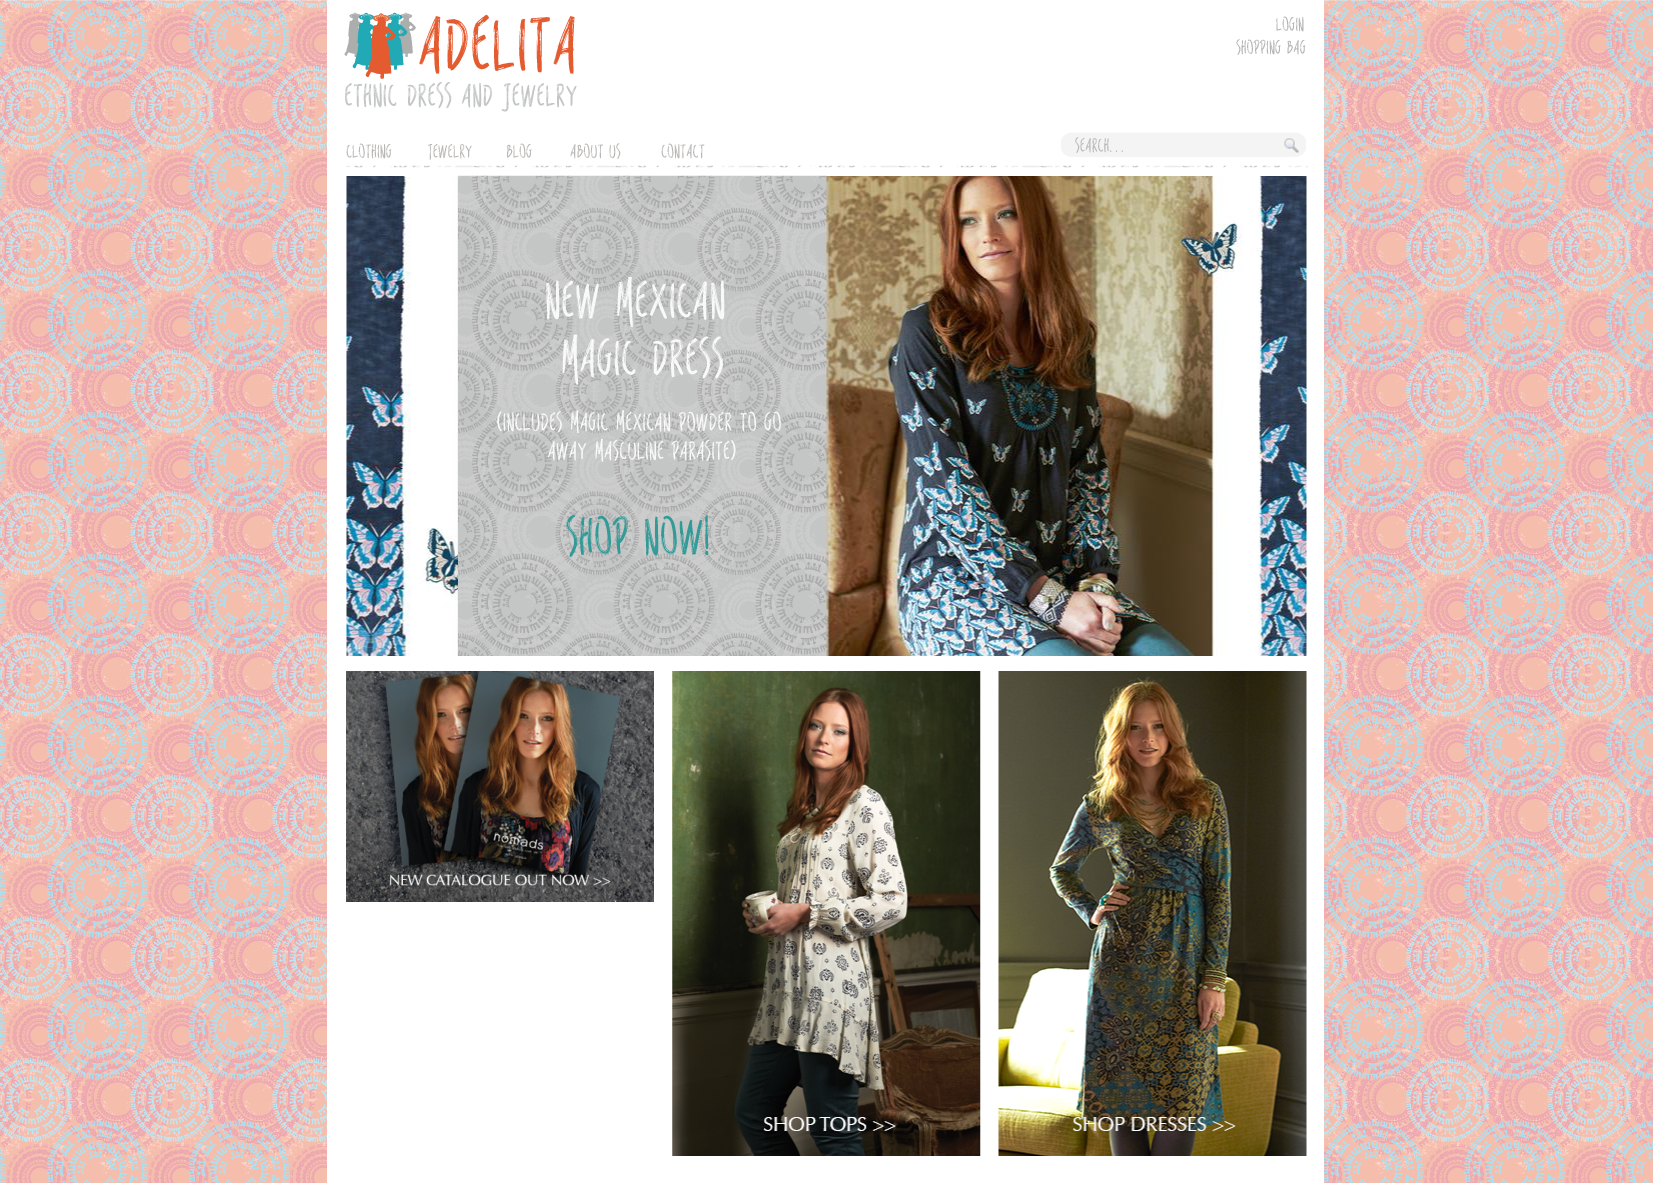 ADELITA
ETHNIC DRESS AND JEWELRY
LOGIN
SHOPPING BAG
CLOTHING JEWELRY BLOG ABOUT US CONTACT
SEARCH...
NEW MEXICAN
MAGIC DRESS
(INCLUDES MAGIC MEXICAN POWDER TO GO
AWAY MASCULINE PARASITE)
SHOP NOW!
nomads
NEW CATALOGUE OUT NOW >>
SHOP TOPS >>
SHOP DRESSES >>